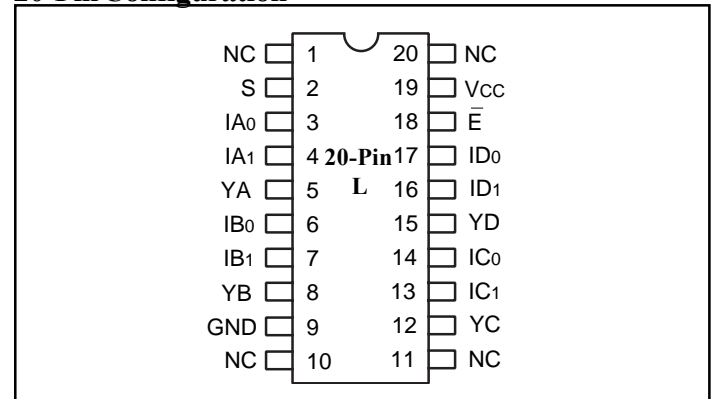 20-Pin Configuration
NC 1 20 NC
S 2 19 VCC
IA0 3 18 E̅
IA1 4 20-Pin 17 ID0
YA 5 L 16 ID1
IB0 6 15 YD
IB1 7 14 IC0
YB 8 13 IC1
GND 9 12 YC
NC 10 11 NC